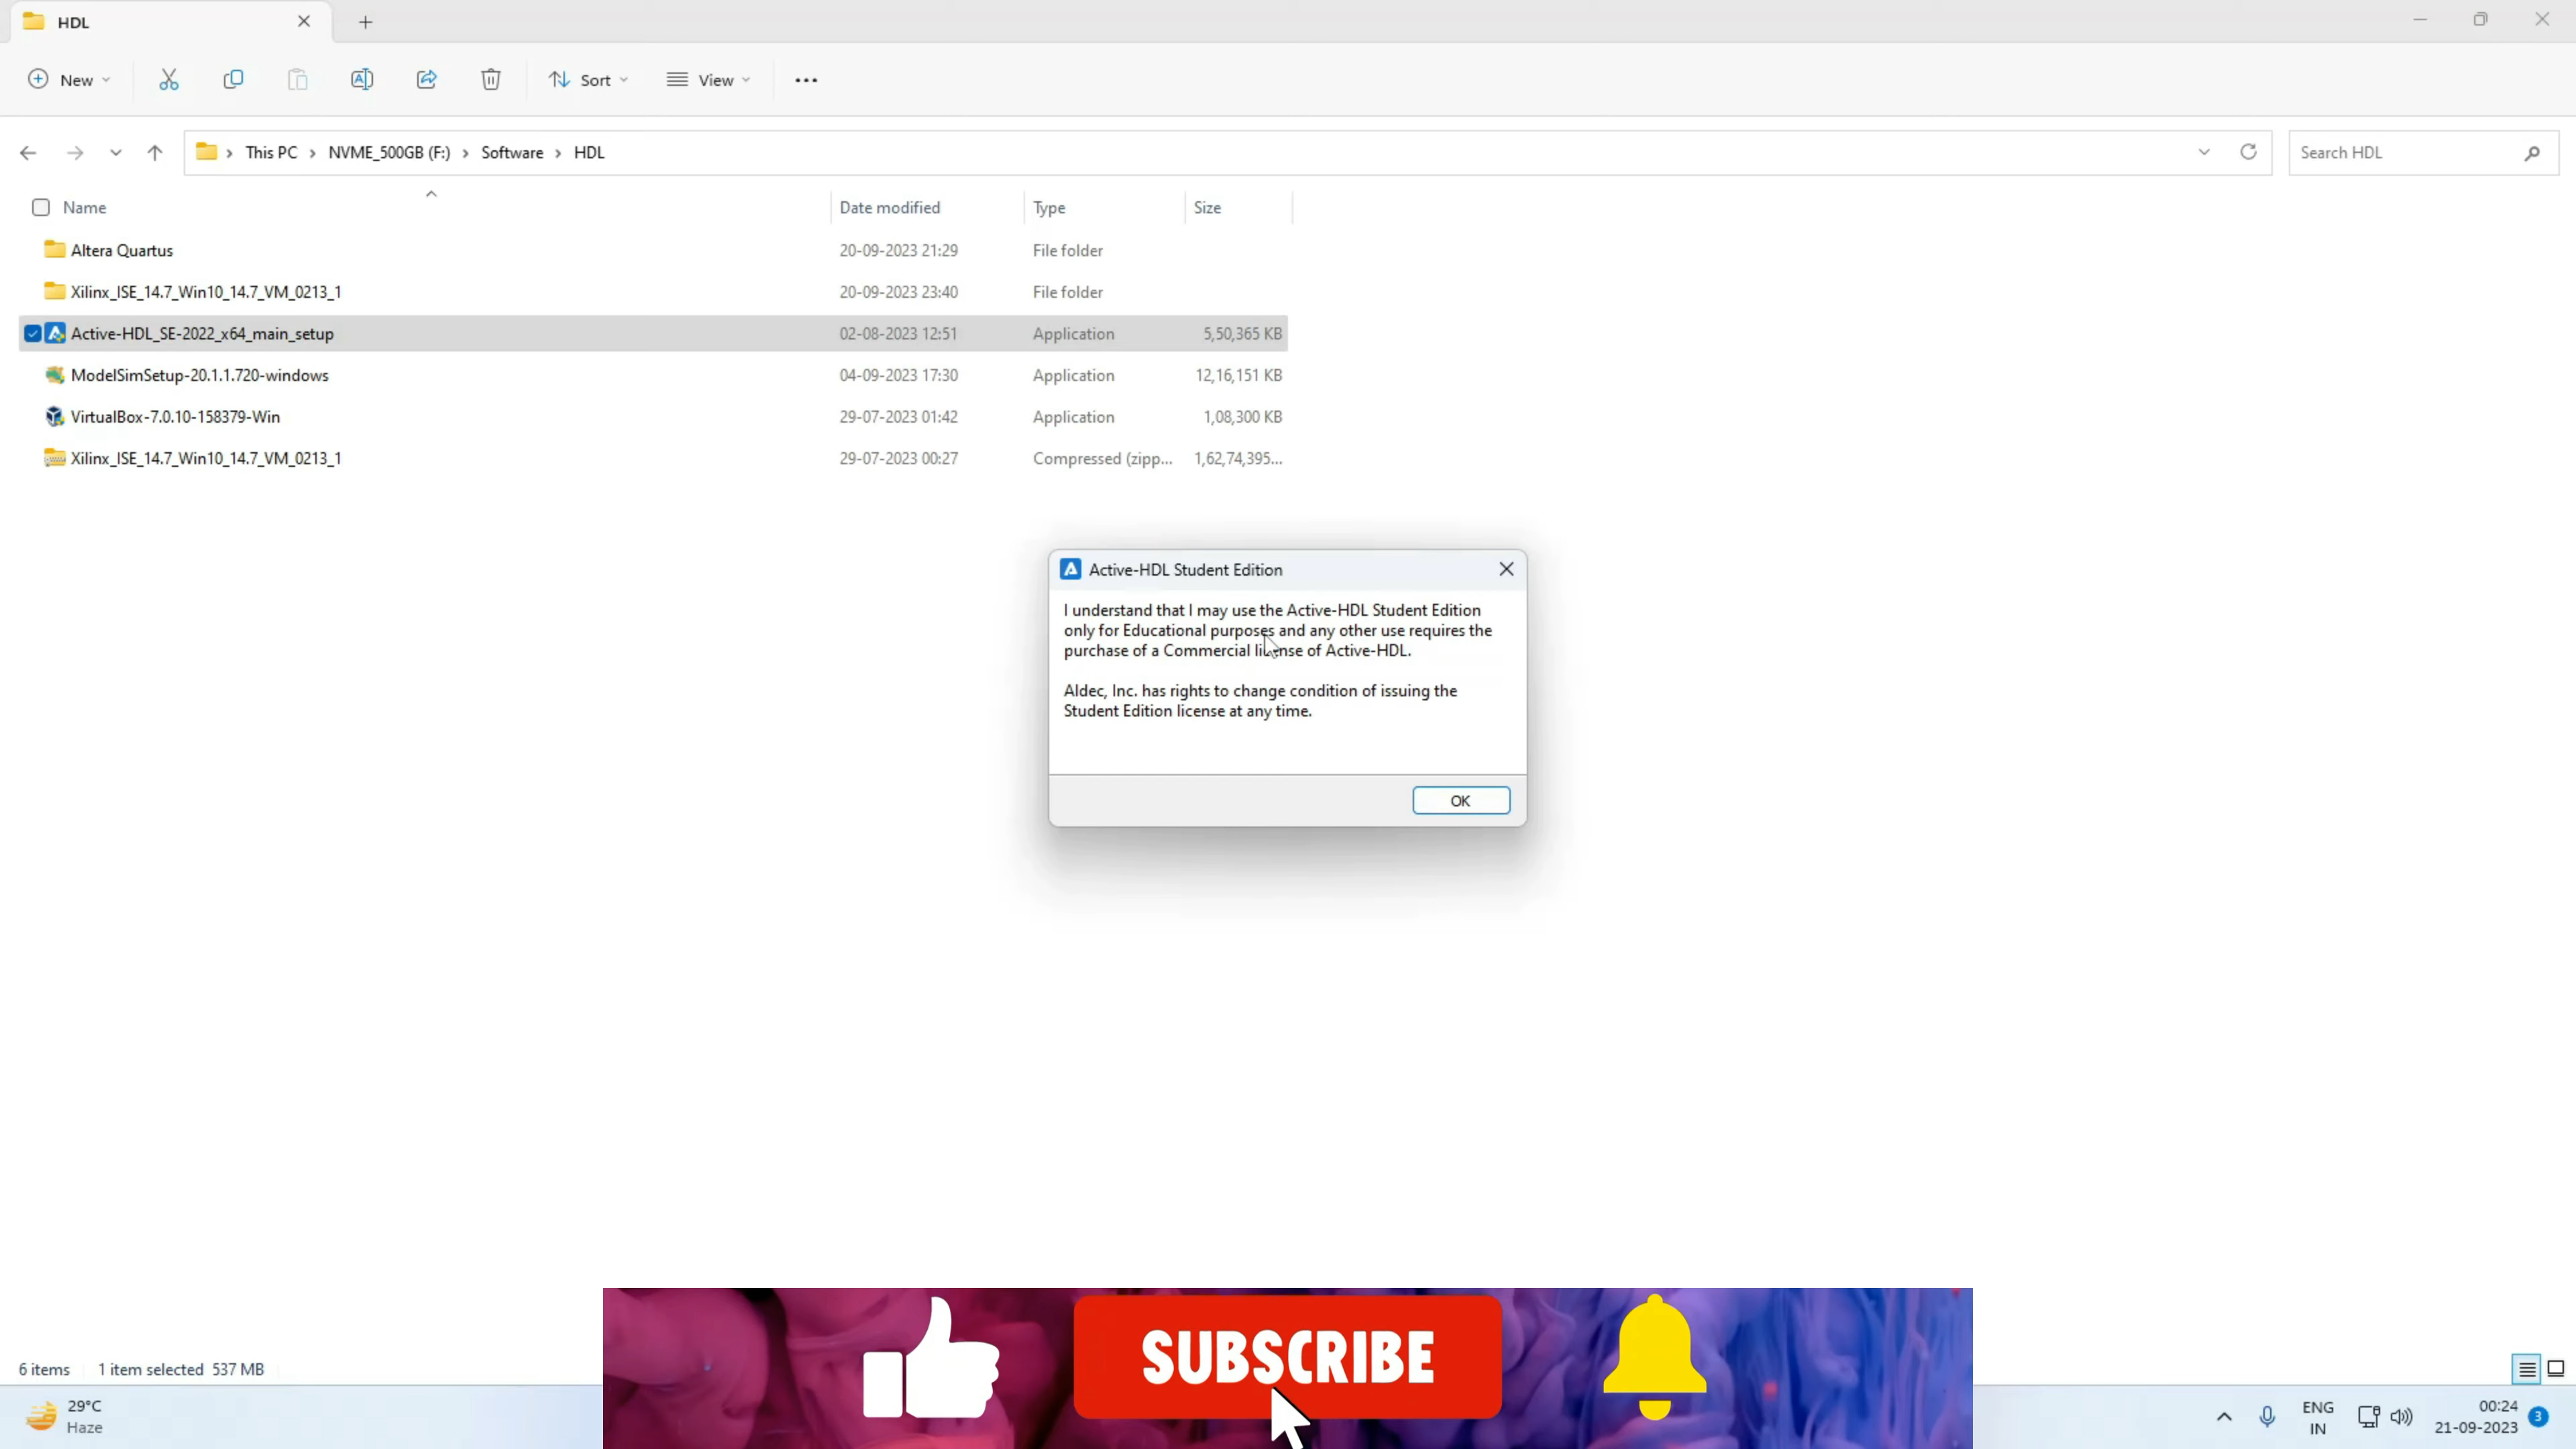 HDL
New
Sort
View
This PC > NVME_500GB (F:) > Software > HDL
Search HDL
Name Date modified Type Size
Altera Quartus 20-09-2023 21:29 File folder
Xilinx_ISE_14.7_Win10_14.7_VM_0213_1 20-09-2023 23:40 File folder
Active-HDL_SE-2022_x64_main_setup 02-08-2023 12:51 Application 5,50,365 KB
ModelSimSetup-20.1.1.720-windows 04-09-2023 17:30 Application 12,16,151 KB
VirtualBox-7.0.10-158379-Win 29-07-2023 01:42 Application 1,08,300 KB
Xilinx_ISE_14.7_Win10_14.7_VM_0213_1 29-07-2023 00:27 Compressed (zipp... 1,62,74,395...
Active-HDL Student Edition
I understand that I may use the Active-HDL Student Edition
only for Educational purposes and any other use requires the
purchase of a Commercial license of Active-HDL.
Aldec, Inc. has rights to change condition of issuing the
Student Edition license at any time.
OK
SUBSCRIBE
6 items 1 item selected 537 MB
29°C
Haze
ENG
IN
00:24
21-09-2023
3